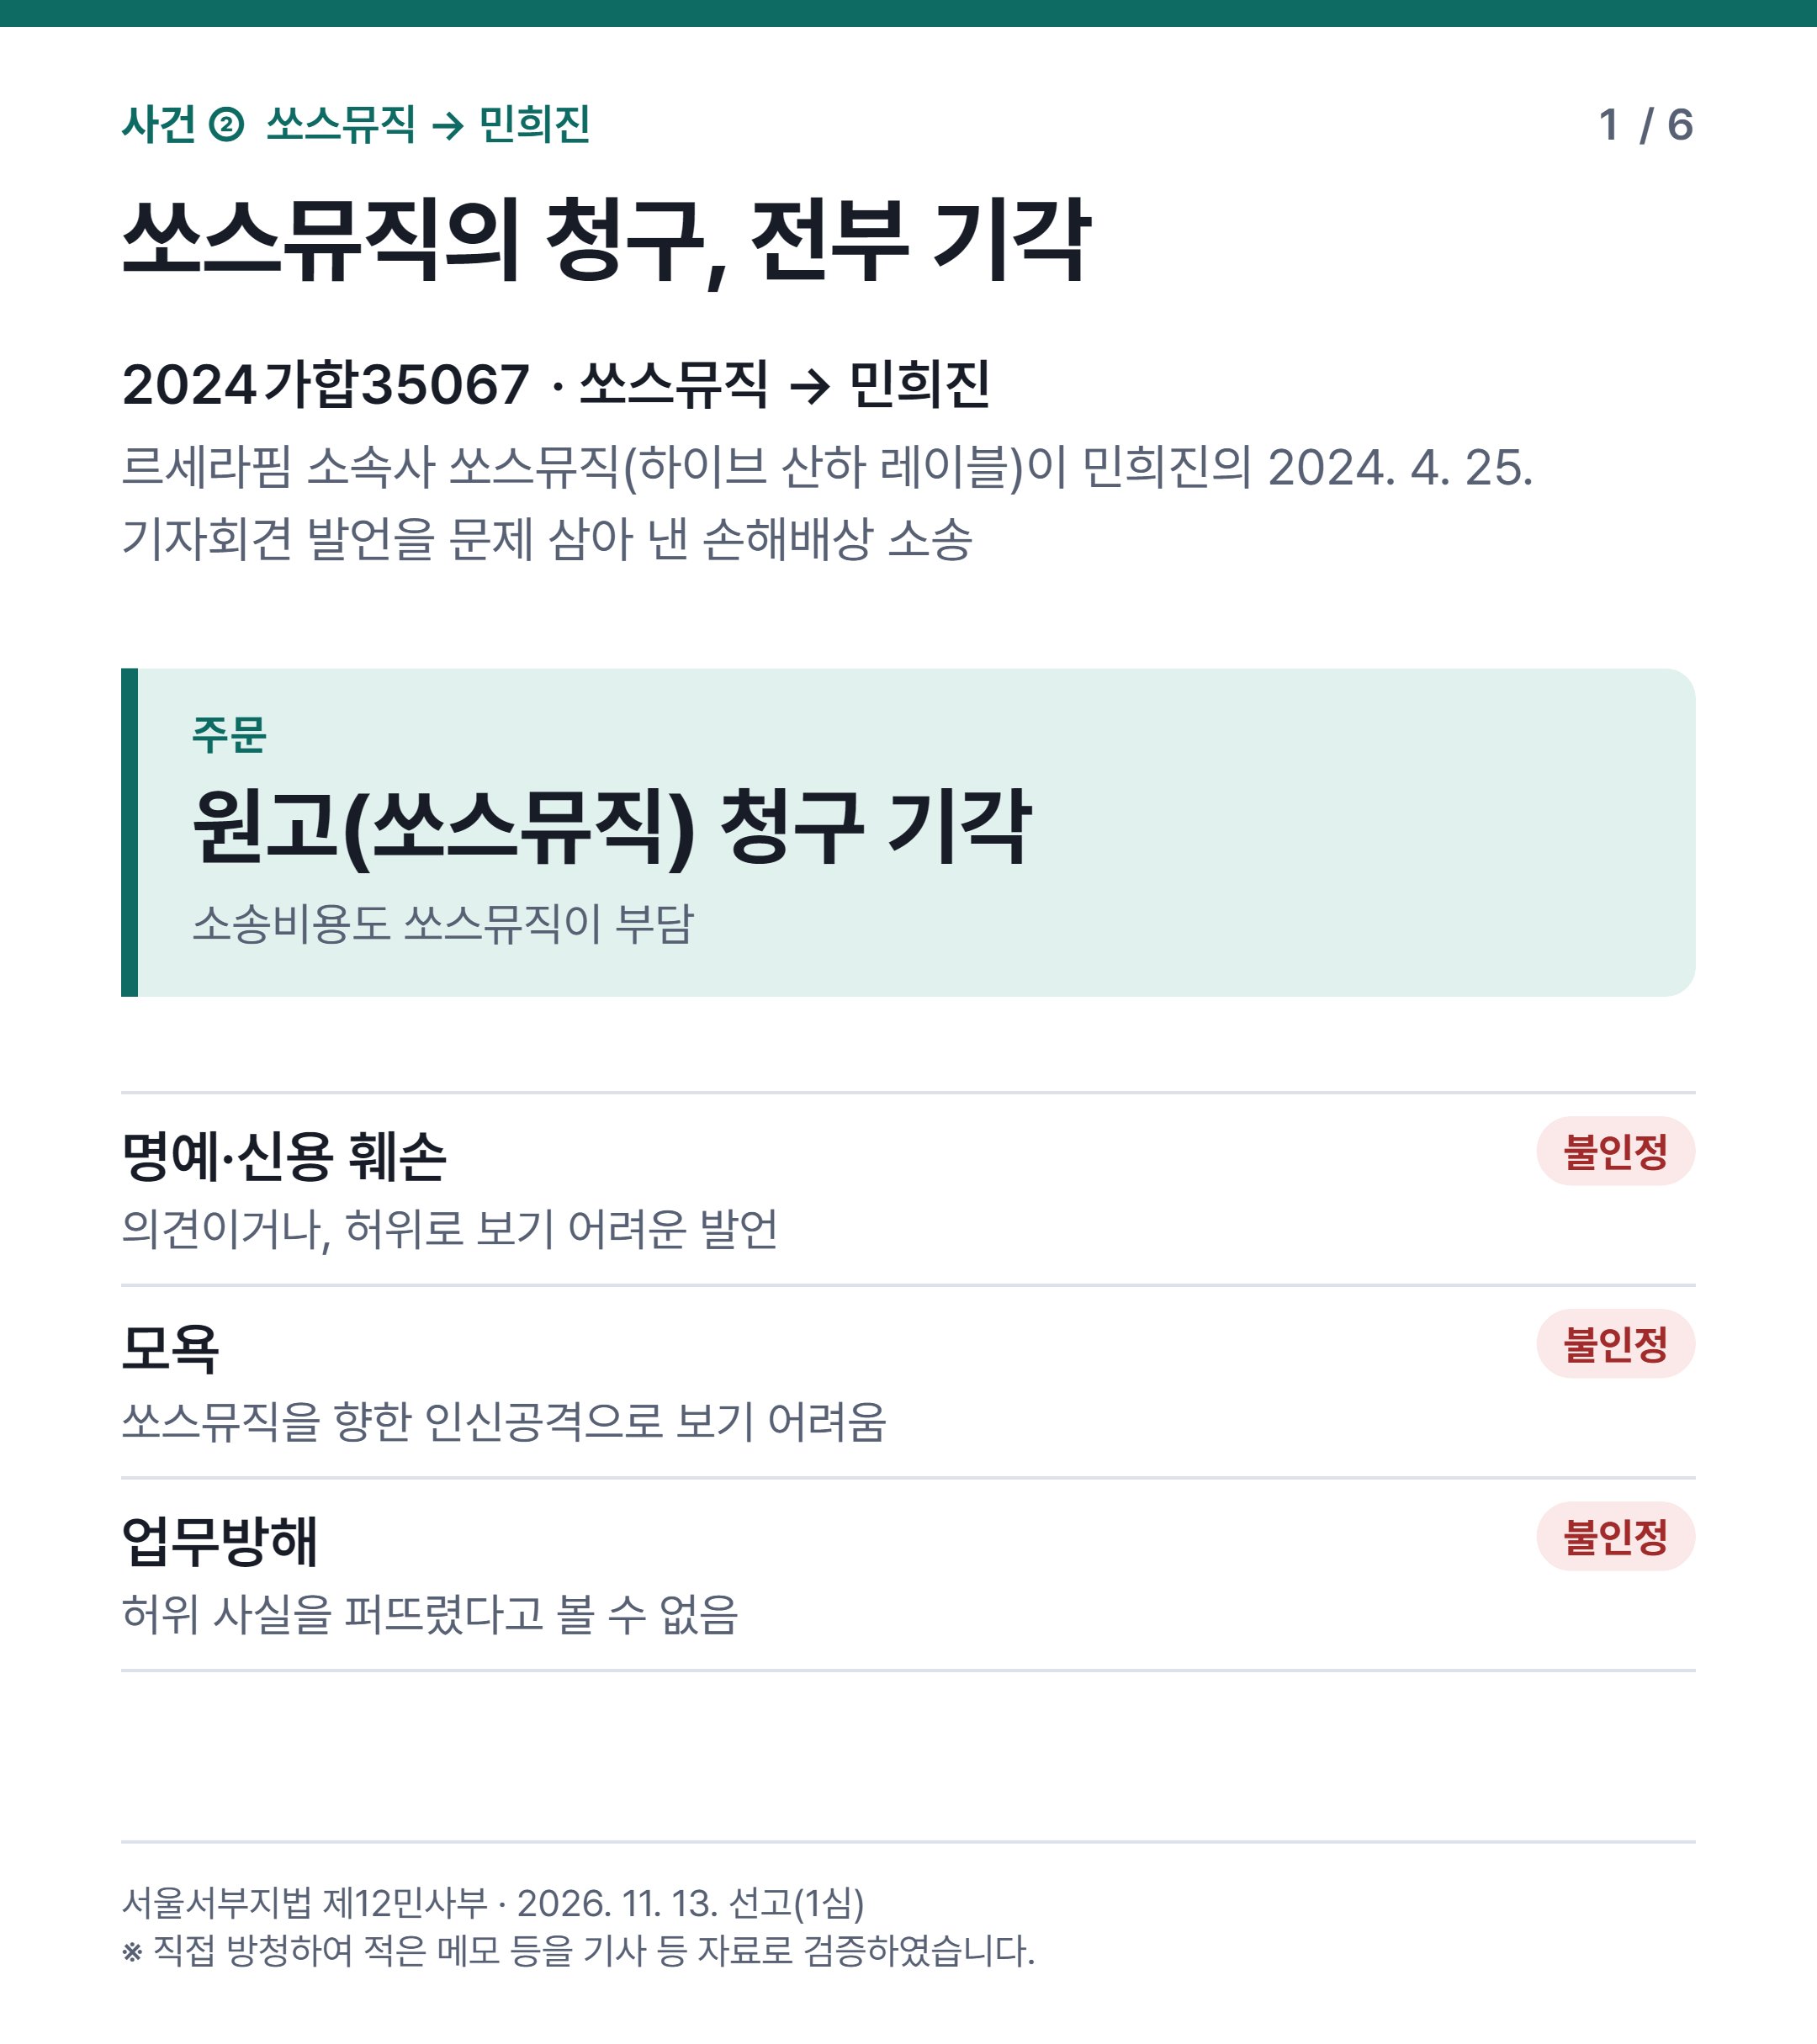 사건 ② 쏘스뮤직 → 민희진
1 / 6
쏘스뮤직의 청구, 전부 기각
2024가합35067 · 쏘스뮤직 → 민희진
르세라핌 소속사 쏘스뮤직(하이브 산하 레이블)이 민희진의 2024. 4. 25.
기자회견 발언을 문제 삼아 낸 손해배상 소송
주문
원고(쏘스뮤직) 청구 기각
소송비용도 쏘스뮤직이 부담
명예·신용 훼손
불인정
의견이거나, 허위로 보기 어려운 발언
모욕
불인정
쏘스뮤직을 향한 인신공격으로 보기 어려움
업무방해
불인정
허위 사실을 퍼뜨렸다고 볼 수 없음
서울서부지법 제12민사부 · 2026. 11. 13. 선고(1심)
※ 직접 방청하여 적은 메모 등을 기사 등 자료로 검증하였습니다.